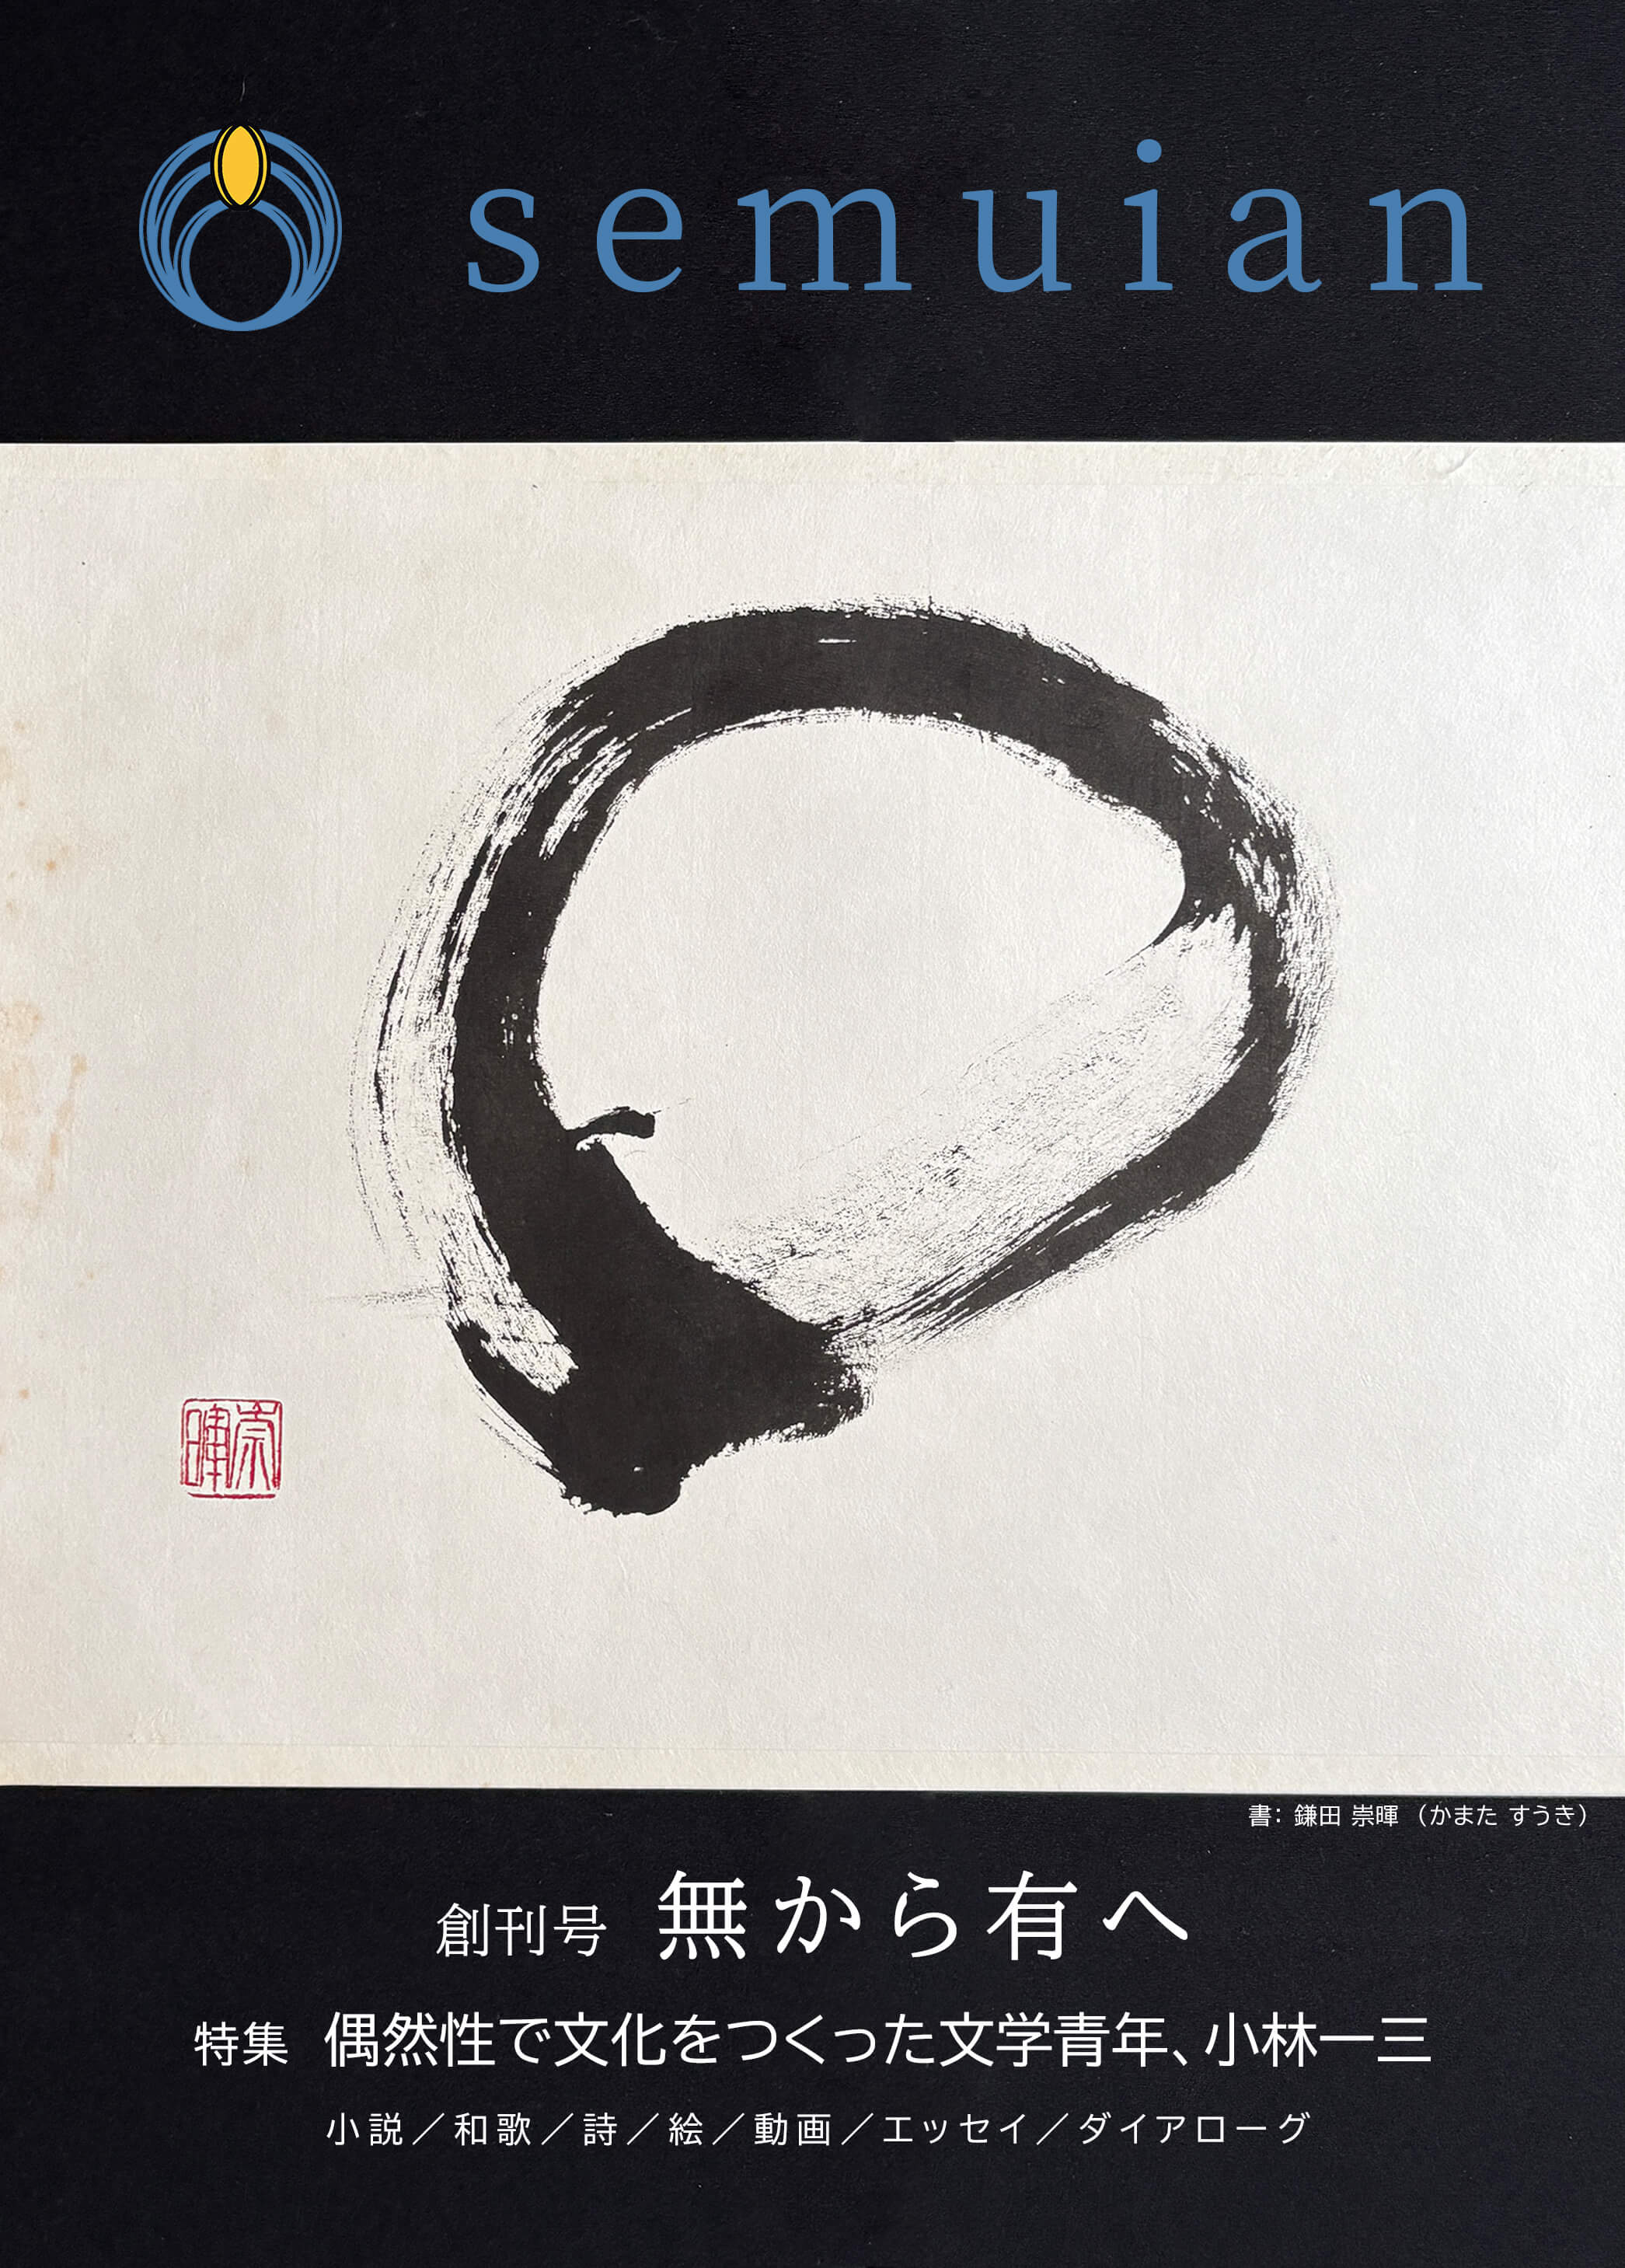 semuian
崇暉
書: 鎌田 崇暉 （かまた すうき）
創刊号 無から有へ
特集 偶然性で文化をつくった文学青年、小林一三
小説／和歌／詩／絵／動画／エッセイ／ダイアローグ